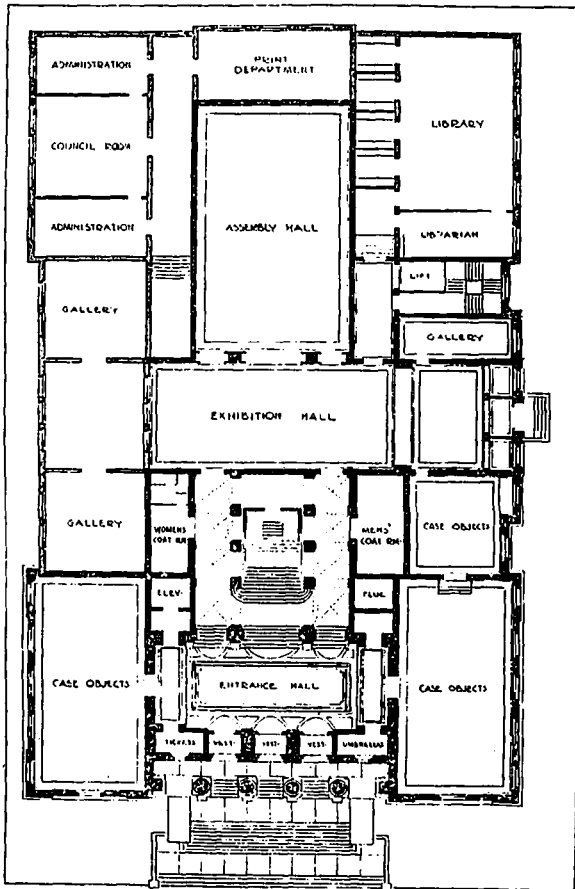 ADMINISTRATION
PRINT
DEPARTMENT
LIBRARY
COUNCIL ROOM
ADMINISTRATION
ASSEMBLY HALL
LIBRARIAN
LIFT
GALLERY
GALLERY
EXHIBITION HALL
GALLERY
WOMENS
COAT RM
MENS'
COAT RM
CASE OBJECTS
ELEV.
FLUE
CASE OBJECTS
ENTRANCE HALL
CASE OBJECTS
TICKETS
VEST.
VEST.
VEST.
UMBRELLAS